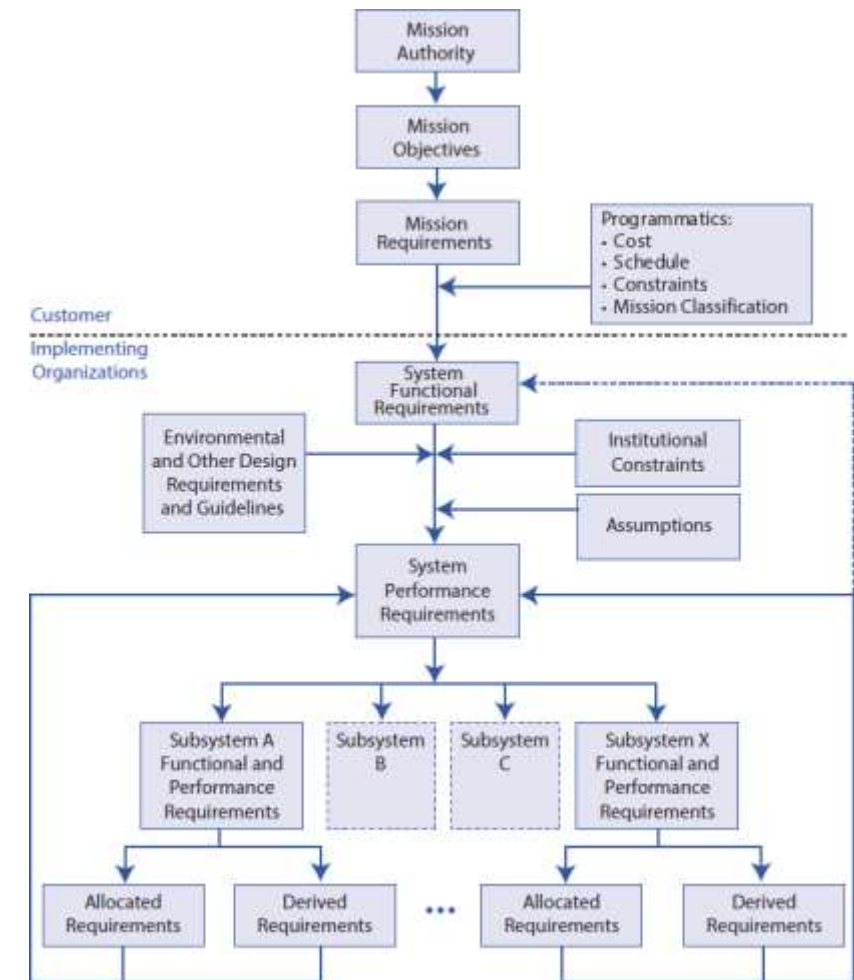 Mission
Authority
Mission
Objectives
Mission
Requirements
Programmatics:
• Cost
• Schedule
• Constraints
• Mission Classification
Customer
Implementing
Organizations
System
Functional
Requirements
Environmental
and Other Design
Requirements
and Guidelines
Institutional
Constraints
Assumptions
System
Performance
Requirements
Subsystem A
Functional and
Performance
Requirements
Subsystem
B
Subsystem
C
Subsystem X
Functional and
Performance
Requirements
Allocated
Requirements
Derived
Requirements
•••
Allocated
Requirements
Derived
Requirements